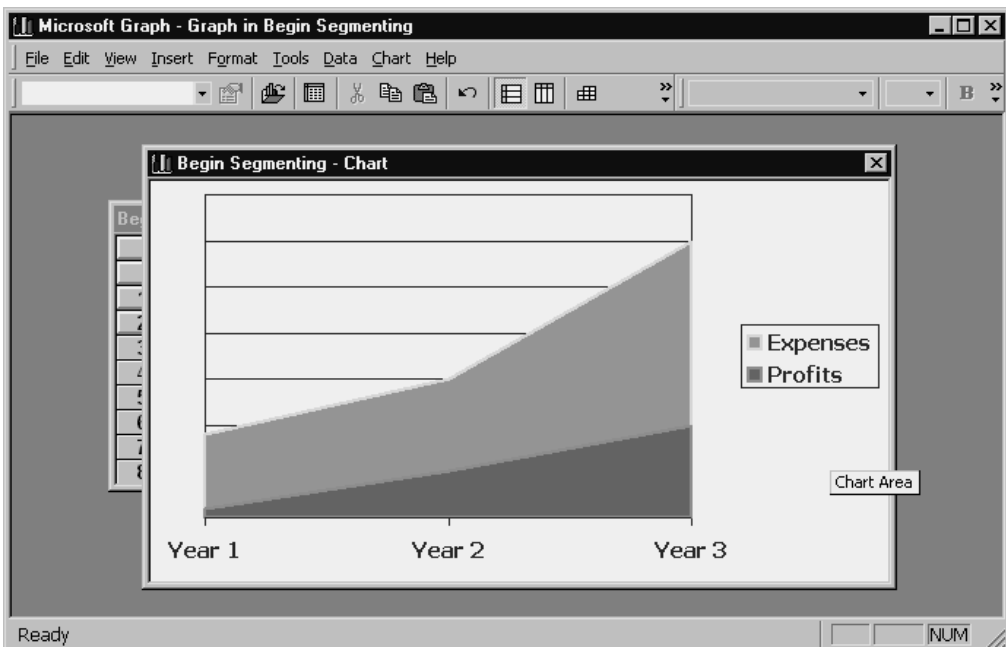 Microsoft Graph - Graph in Begin Segmenting
File Edit View Insert Format Tools Data Chart Help
B
Begin Segmenting - Chart
Expenses
Profits
Chart Area
Year 1 Year 2 Year 3
Ready
NUM